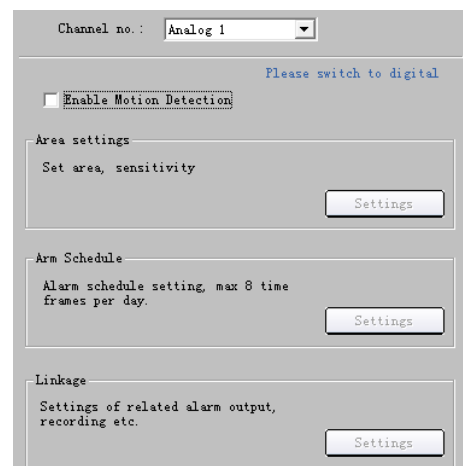 Channel no.: Analog 1
Please switch to digital
Enable Motion Detection
Area settings
Set area, sensitivity
Settings
Arm Schedule
Alarm schedule setting, max 8 time
frames per day.
Settings
Linkage
Settings of related alarm output,
recording etc.
Settings